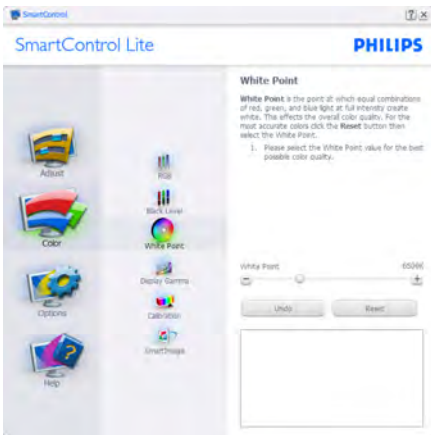 SmartControl
SmartControl Lite
PHILIPS
Adjust
Color
Options
Help
RGB
Black Level
White Point
Display Gamma
Calibration
SmartImage
White Point
White Point is the point at which equal combinations
of red, green, and blue light at full intensity create
white. This effects the overall color quality. For the
most accurate colors click the Reset button then
select the White Point.
1. Please select the White Point value for the best
possible color quality.
White Point 6500K
Undo Reset